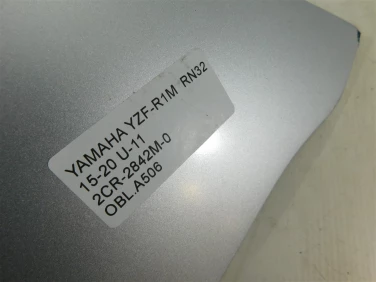 YAMAHA YZF-R1M RN32
15-20 U-11
2CR-2842M-0
OBL.A506